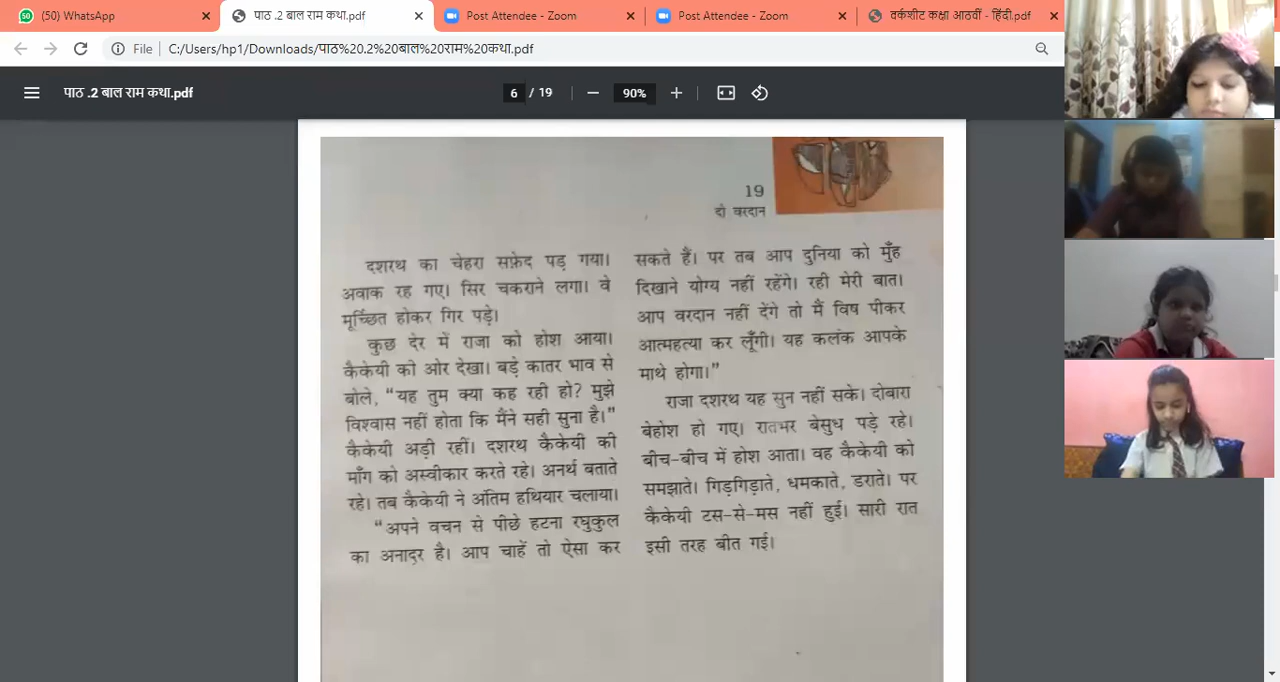 (50) WhatsApp
पाठ .2 बाल राम कथा.pdf
Post Attendee - Zoom
Post Attendee - Zoom
वर्कशीट कक्षा आठवीं - हिंदी.pdf
File
C:/Users/hp1/Downloads/पाठ%20.2%20बाल%20राम%20कथा.pdf
पाठ .2 बाल राम कथा.pdf
6 / 19
90%
19
दो वरदान
दशरथ का चेहरा सफ़ेद पड़ गया।
अवाक रह गए। सिर चकराने लगा। वे
मूर्च्छित होकर गिर पड़े।
कुछ देर में राजा को होश आया।
कैकेयी की ओर देखा। बड़े कातर भाव से
बोले, “यह तुम क्या कह रही हो? मुझे
विश्वास नहीं होता कि मैंने सही सुना है।”
कैकेयी अड़ी रहीं। दशरथ कैकेयी की
माँग को अस्वीकार करते रहे। अनर्थ बताते
रहे। तब कैकेयी ने अंतिम हथियार चलाया।
“अपने वचन से पीछे हटना रघुकुल
का अनादर है। आप चाहें तो ऐसा कर
सकते हैं। पर तब आप दुनिया को मुँह
दिखाने योग्य नहीं रहेंगे। रही मेरी बात।
आप वरदान नहीं देंगे तो मैं विष पीकर
आत्महत्या कर लूँगी। यह कलंक आपके
माथे होगा।”
राजा दशरथ यह सुन नहीं सके। दोबारा
बेहोश हो गए। रातभर बेसुध पड़े रहे।
बीच-बीच में होश आता। वह कैकेयी को
समझाते। गिड़गिड़ाते, धमकाते, डराते। पर
कैकेयी टस-से-मस नहीं हुई। सारी रात
इसी तरह बीत गई।